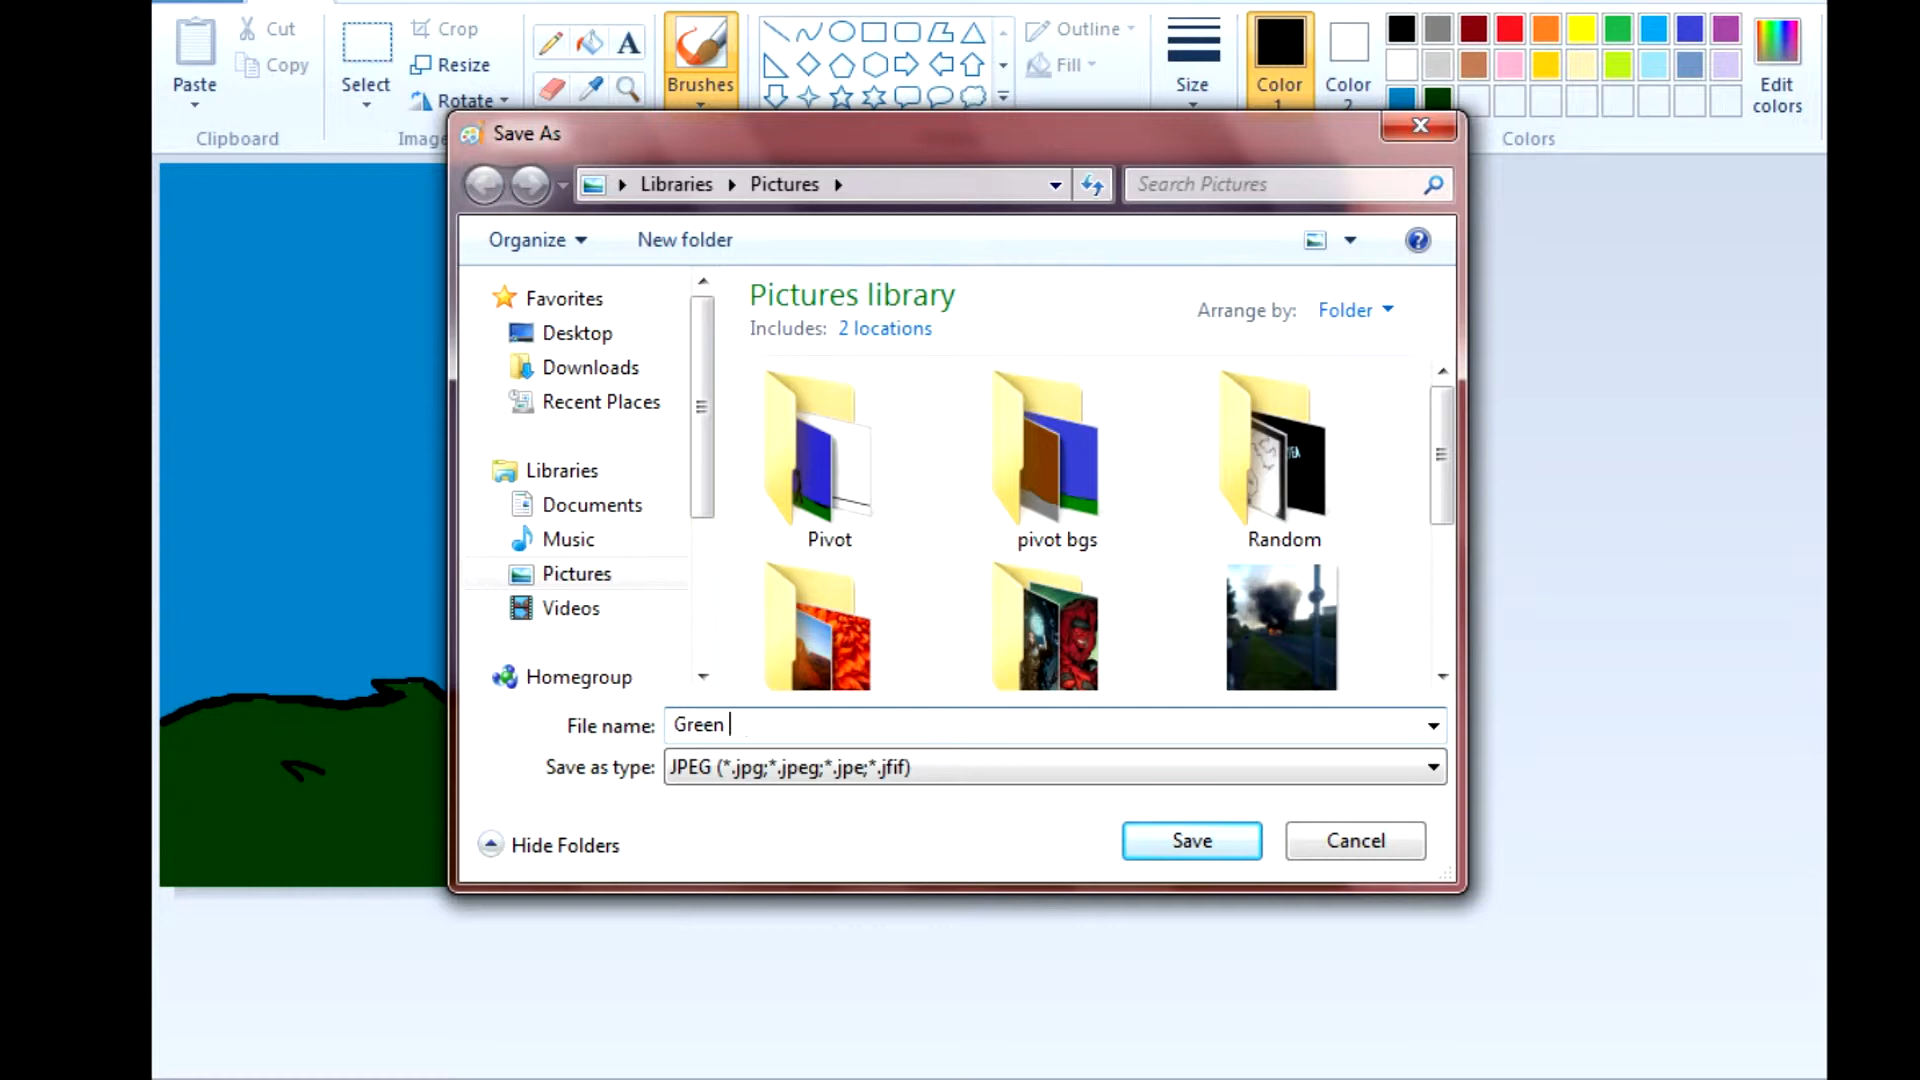 Cut
Crop
Outline
Copy
Resize
Fill
Paste
Select
Rotate
A
Brushes
Size
Color
1
Color
2
Edit
colors
Clipboard
Image
Colors
Save As
Libraries
Pictures
Search Pictures
Organize
New folder
Favorites
Desktop
Downloads
Recent Places
Libraries
Documents
Music
Pictures
Videos
Homegroup
Pictures library
Includes: 2 locations
Arrange by: Folder
Pivot
pivot bgs
Random
File name: Green
Save as type: JPEG (*.jpg;*.jpeg;*.jpe;*.jfif)
Hide Folders
Save
Cancel